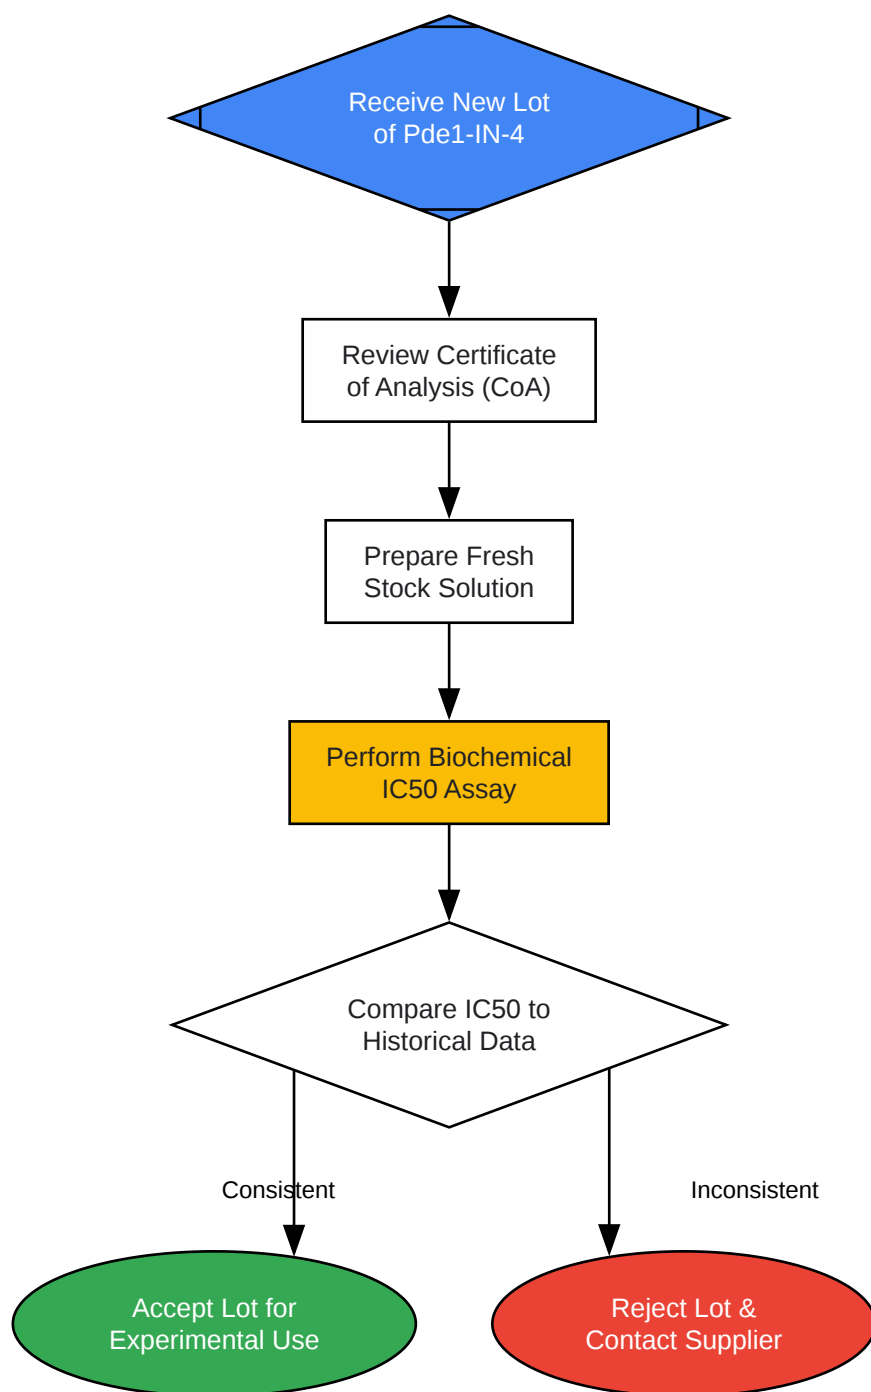 Receive New Lot
of Pde1-IN-4
Review Certificate
of Analysis (CoA)
Prepare Fresh
Stock Solution
Perform Biochemical
IC50 Assay
Compare IC50 to
Historical Data
Consistent
Inconsistent
Accept Lot for
Experimental Use
Reject Lot &
Contact Supplier